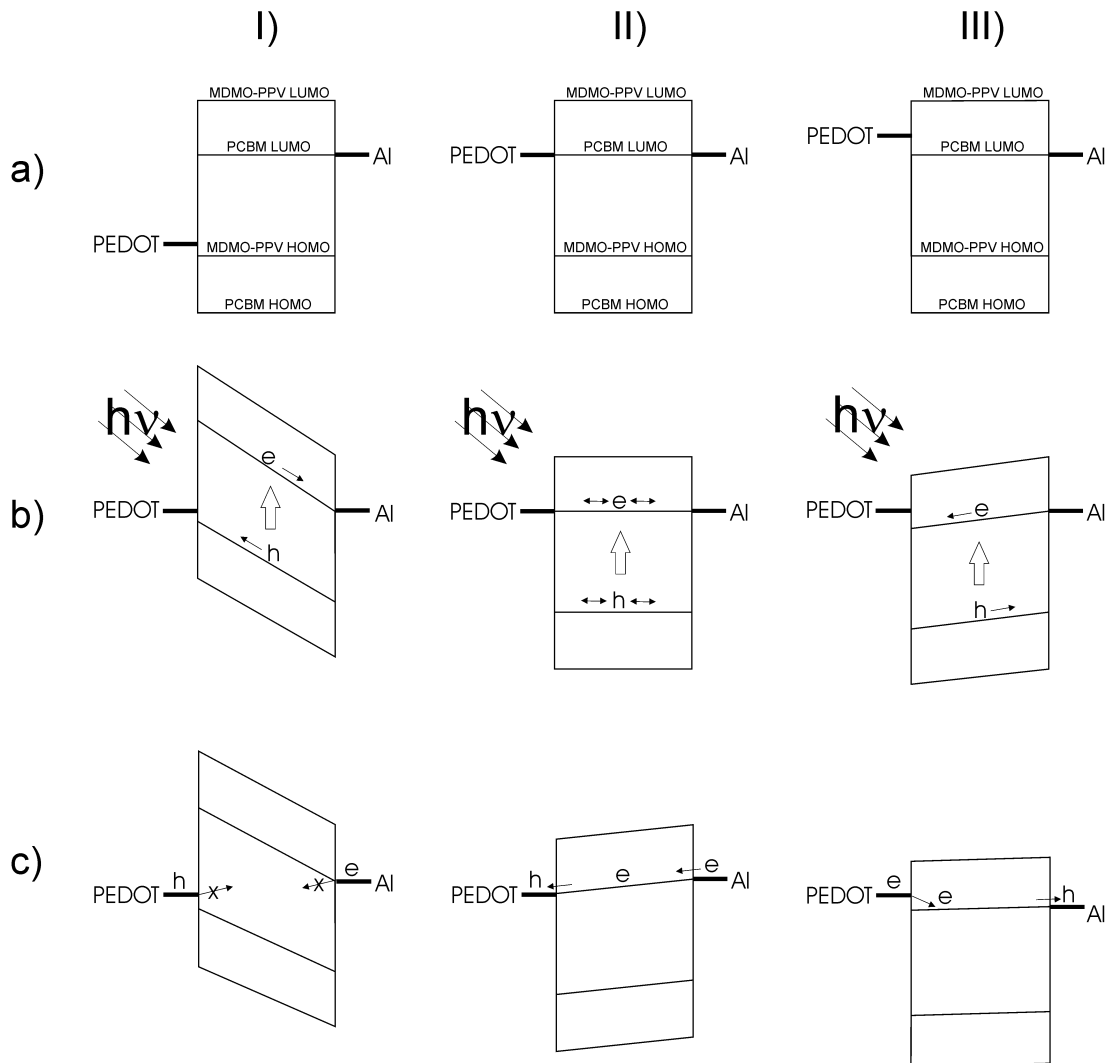 I) II) III)
a)
MDMO-PPV LUMO
PCBM LUMO
Al
PEDOT
MDMO-PPV HOMO
PCBM HOMO
MDMO-PPV LUMO
PEDOT
PCBM LUMO
Al
MDMO-PPV HOMO
PCBM HOMO
MDMO-PPV LUMO
PEDOT
PCBM LUMO
Al
MDMO-PPV HOMO
PCBM HOMO
b)
hν
e
PEDOT
Al
h
hν
e
PEDOT
Al
h
hν
e
PEDOT
Al
h
c)
h
PEDOT
x
x
e
Al
h
PEDOT
e
e
Al
e
PEDOT
e
h
Al